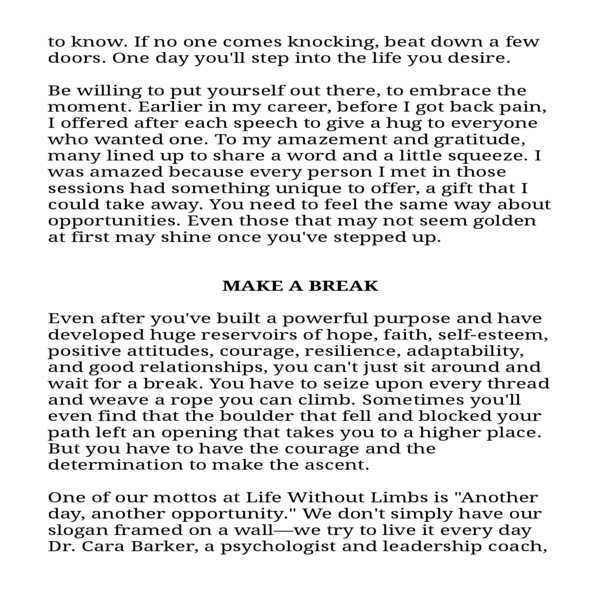 to know. If no one comes knocking, beat down a few
doors. One day you'll step into the life you desire.
Be willing to put yourself out there, to embrace the
moment. Earlier in my career, before I got back pain,
I offered after each speech to give a hug to everyone
who wanted one. To my amazement and gratitude,
many lined up to share a word and a little squeeze. I
was amazed because every person I met in those
sessions had something unique to offer, a gift that I
could take away. You need to feel the same way about
opportunities. Even those that may not seem golden
at first may shine once you've stepped up.
MAKE A BREAK
Even after you've built a powerful purpose and have
developed huge reservoirs of hope, faith, self-esteem,
positive attitudes, courage, resilience, adaptability,
and good relationships, you can't just sit around and
wait for a break. You have to seize upon every thread
and weave a rope you can climb. Sometimes you'll
even find that the boulder that fell and blocked your
path left an opening that takes you to a higher place.
But you have to have the courage and the
determination to make the ascent.
One of our mottos at Life Without Limbs is "Another
day, another opportunity." We don't simply have our
slogan framed on a wall—we try to live it every day
Dr. Cara Barker, a psychologist and leadership coach,